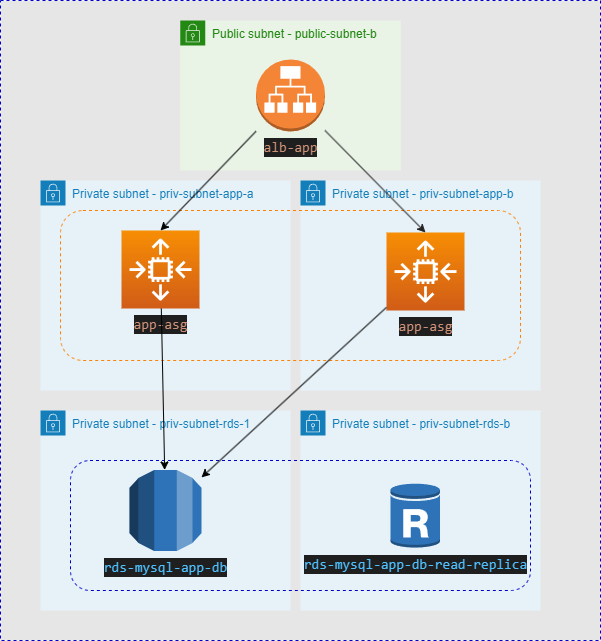 Public subnet - public-subnet-b
alb-app
Private subnet - priv-subnet-app-a
Private subnet - priv-subnet-app-b
app-asg
app-asg
Private subnet - priv-subnet-rds-1
Private subnet - priv-subnet-rds-b
R
rds-mysql-app-db
rds-mysql-app-db-read-replica